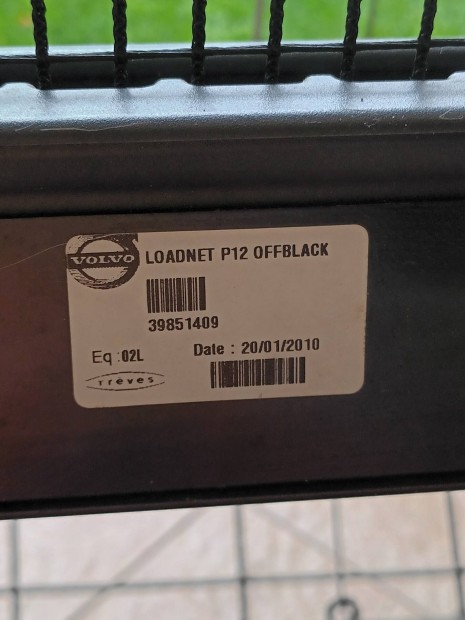 VOLVO
LOADNET P12 OFFBLACK
39851409
Eq :02L
Date : 20/01/2010
Treves